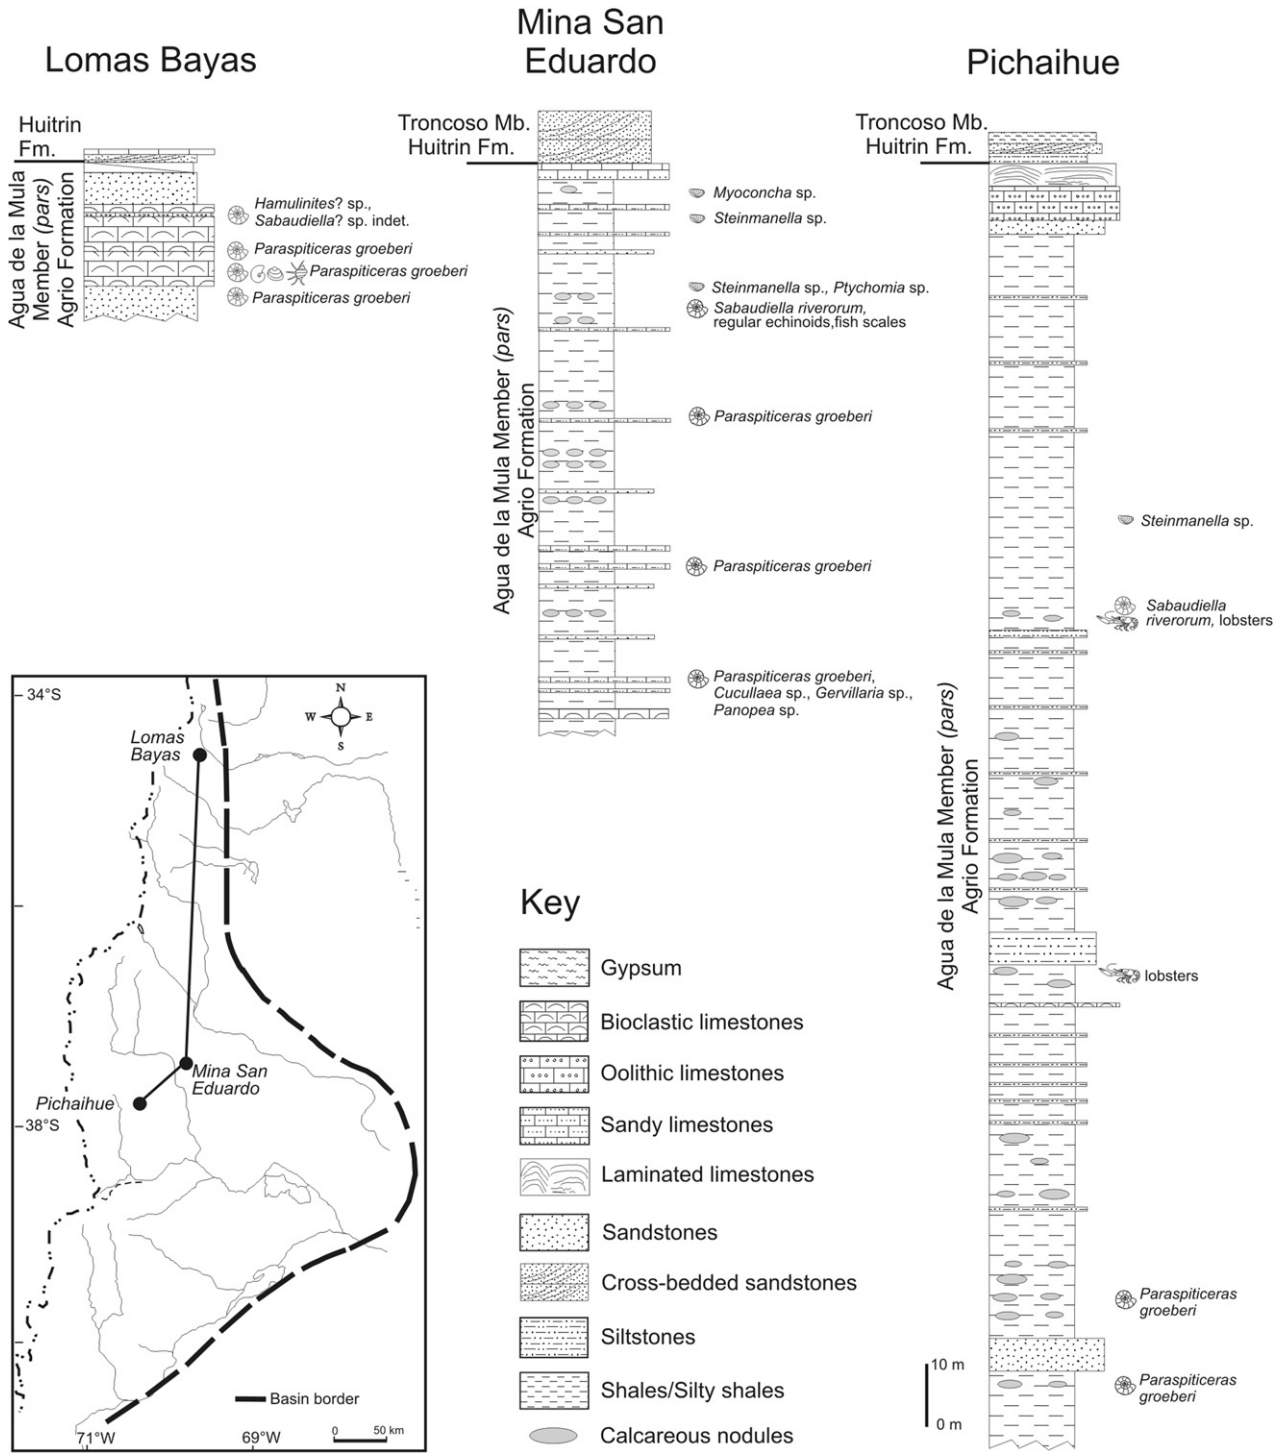 Lomas Bayas
Huitrin
Fm.
Agua de la Mula
Member (pars)
Agrio Formation
Hamulinites? sp.,
Sabaudiella? sp. indet.
Paraspiticeras groeberi
Paraspiticeras groeberi
Paraspiticeras groeberi
Mina San
Eduardo
Troncoso Mb.
Huitrin Fm.
Agua de la Mula Member (pars)
Agrio Formation
Myoconcha sp.
Steinmanella sp.
Steinmanella sp., Ptychomia sp.
Sabaudiella riverorum,
regular echinoids,fish scales
Paraspiticeras groeberi
Paraspiticeras groeberi
Paraspiticeras groeberi,
Cucullaea sp., Gervillaria sp.,
Panopea sp.
Pichaihue
Troncoso Mb.
Huitrin Fm.
Agua de la Mula Member (pars)
Agrio Formation
Steinmanella sp.
Sabaudiella
riverorum, lobsters
lobsters
Paraspiticeras
groeberi
Paraspiticeras
groeberi
10 m
0 m
34°S
N
W
E
S
Lomas
Bayas
Mina San
Eduardo
Pichaihue
38°S
Basin border
0
50 km
71°W
69°W
Key
Gypsum
Bioclastic limestones
Oolithic limestones
Sandy limestones
Laminated limestones
Sandstones
Cross-bedded sandstones
Siltstones
Shales/Silty shales
Calcareous nodules